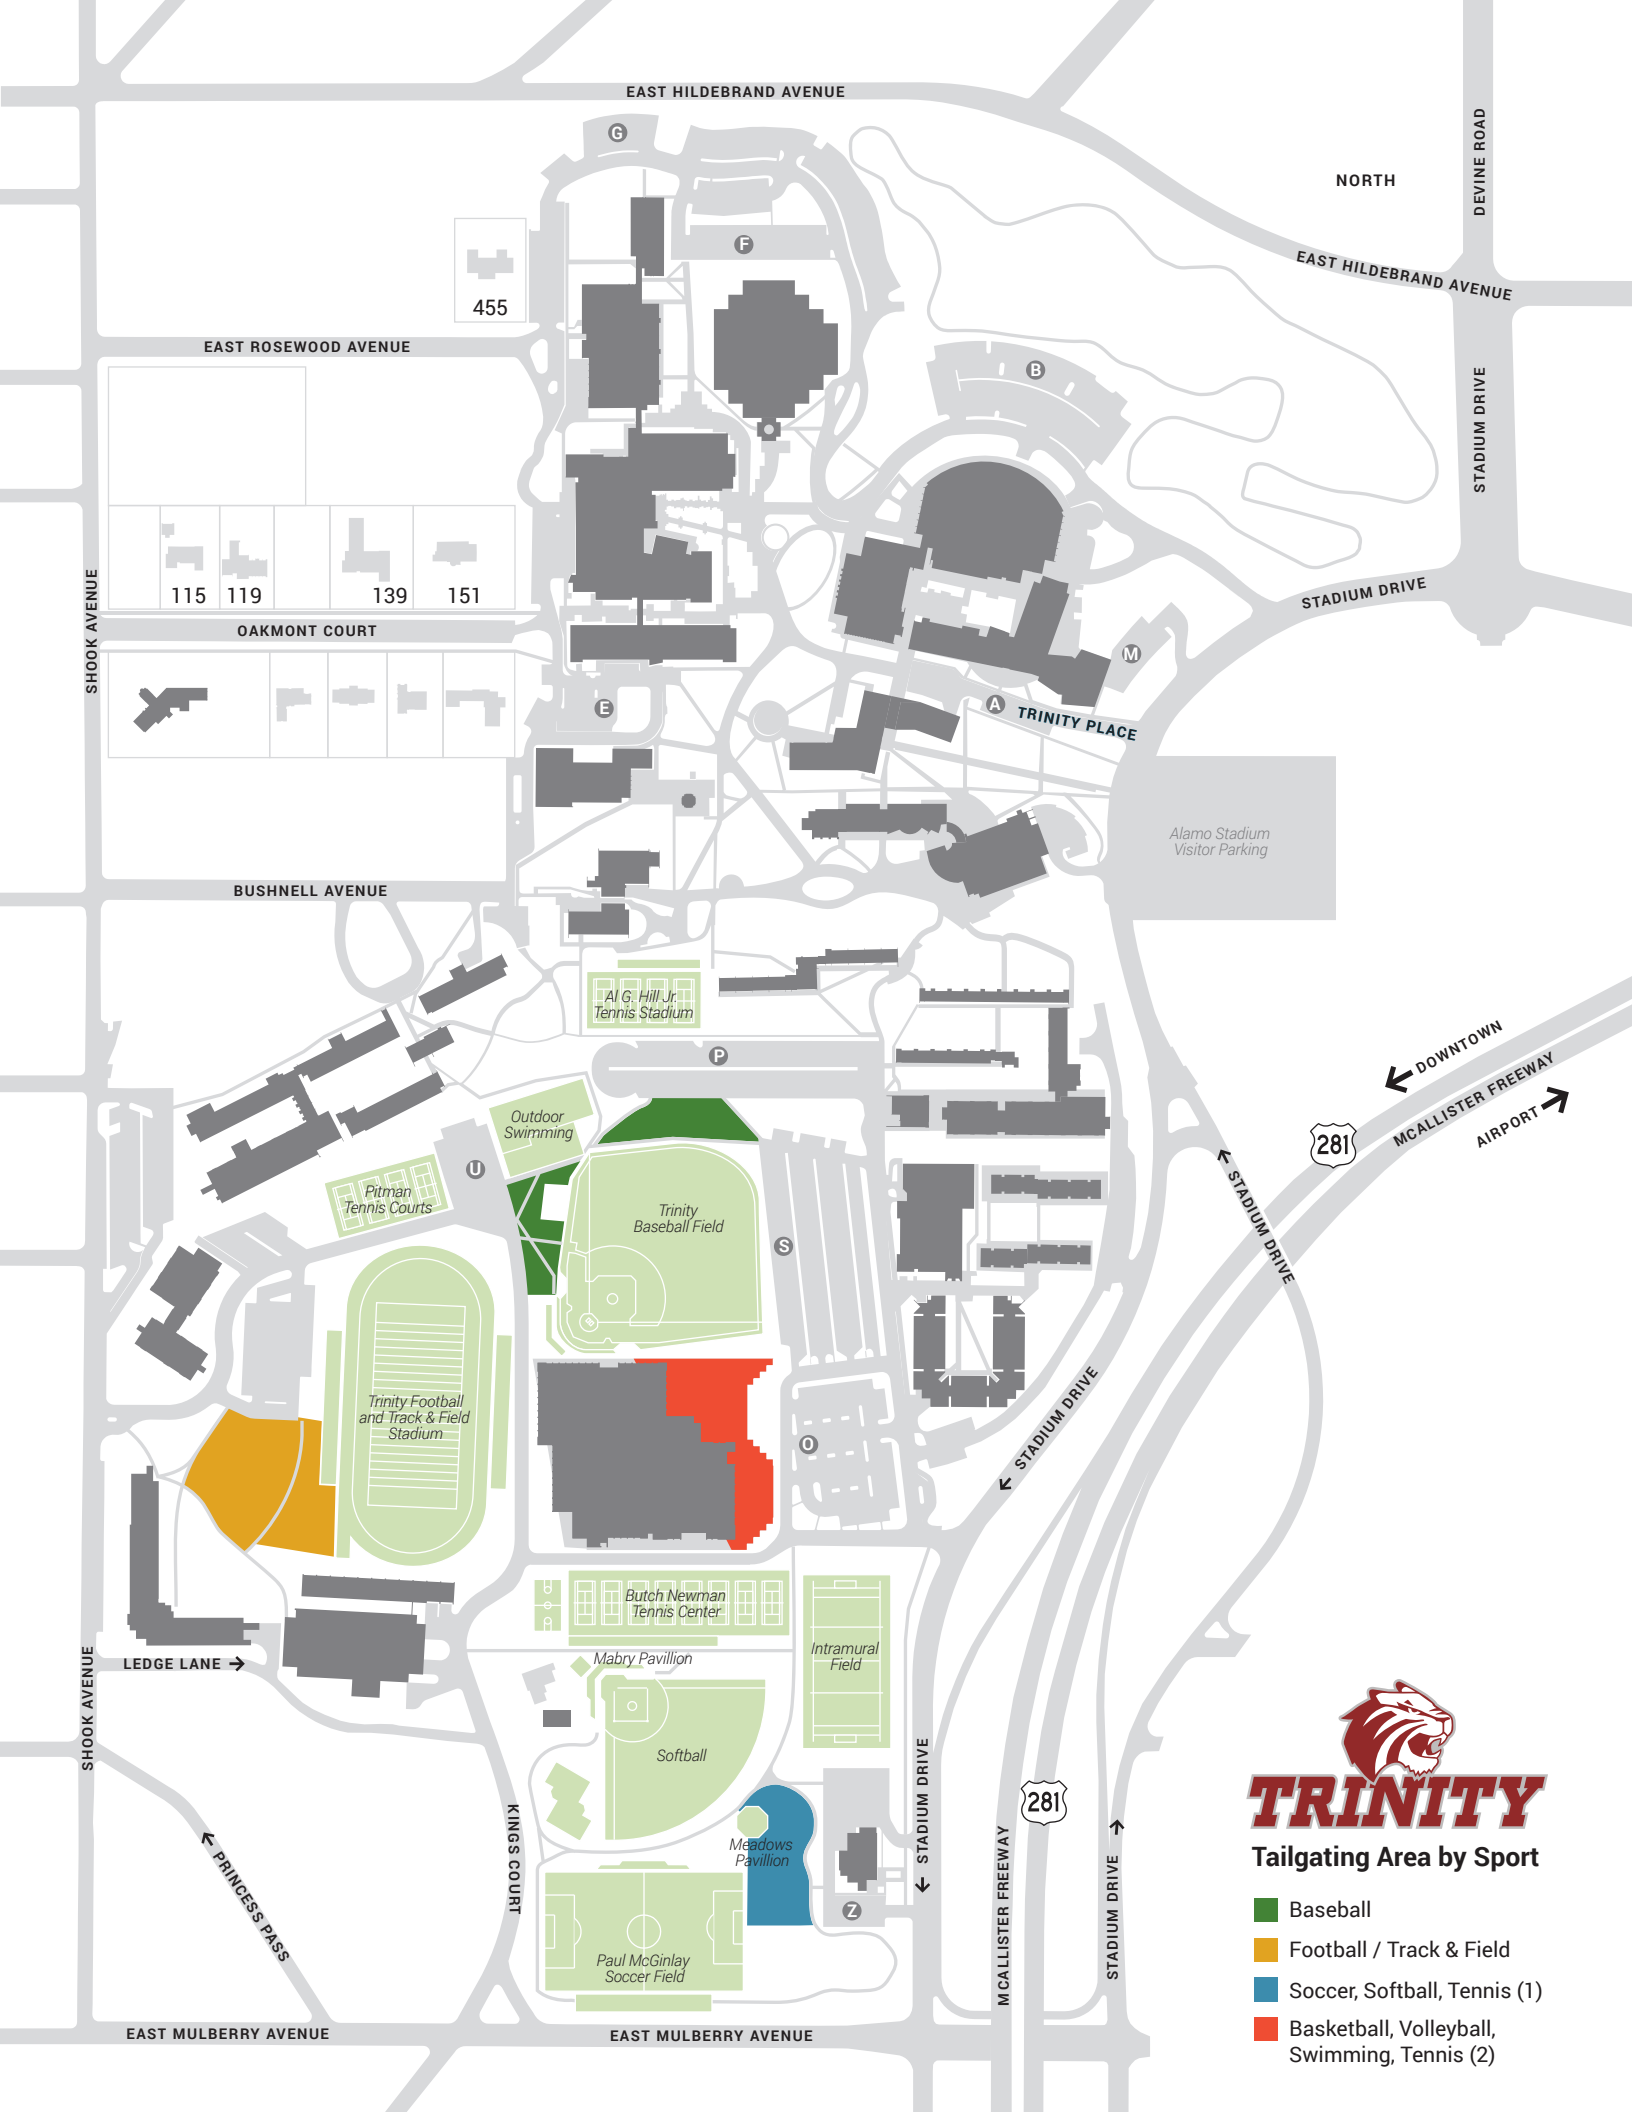 EAST HILDEBRAND AVENUE
G
NORTH
DEVINE ROAD
F
EAST HILDEBRAND AVENUE
455
EAST ROSEWOOD AVENUE
B
STADIUM DRIVE
115
119
139
151
STADIUM DRIVE
SHOOK AVENUE
OAKMONT COURT
M
E
A
TRINITY PLACE
Alamo Stadium
Visitor Parking
BUSHNELL AVENUE
Al G. Hill Jr.
Tennis Stadium
P
DOWNTOWN
MCALLISTER FREEWAY
AIRPORT
281
Outdoor
Swimming
U
Pitman
Tennis Courts
Trinity
Baseball Field
S
STADIUM DRIVE
Trinity Football
and Track & Field
Stadium
O
STADIUM DRIVE
Butch Newman
Tennis Center
Intramural
Field
Mabry Pavillion
LEDGE LANE
SHOOK AVENUE
Softball
STADIUM DRIVE
281
KINGS COURT
Meadows
Pavillion
PRINCESS PASS
MCALLISTER FREEWAY
STADIUM DRIVE
Z
Paul McGinlay
Soccer Field
EAST MULBERRY AVENUE
EAST MULBERRY AVENUE
TRINITY
Tailgating Area by Sport
Baseball
Football / Track & Field
Soccer, Softball, Tennis (1)
Basketball, Volleyball,
Swimming, Tennis (2)